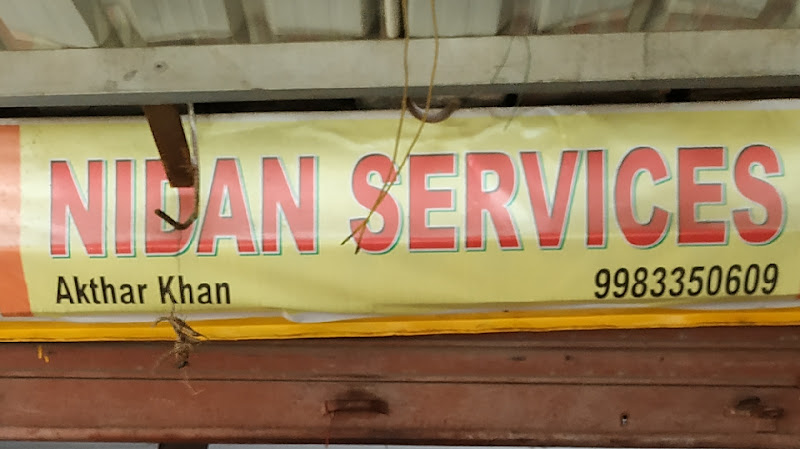 NIDAN SERVICES
Akthar Khan
9983350609